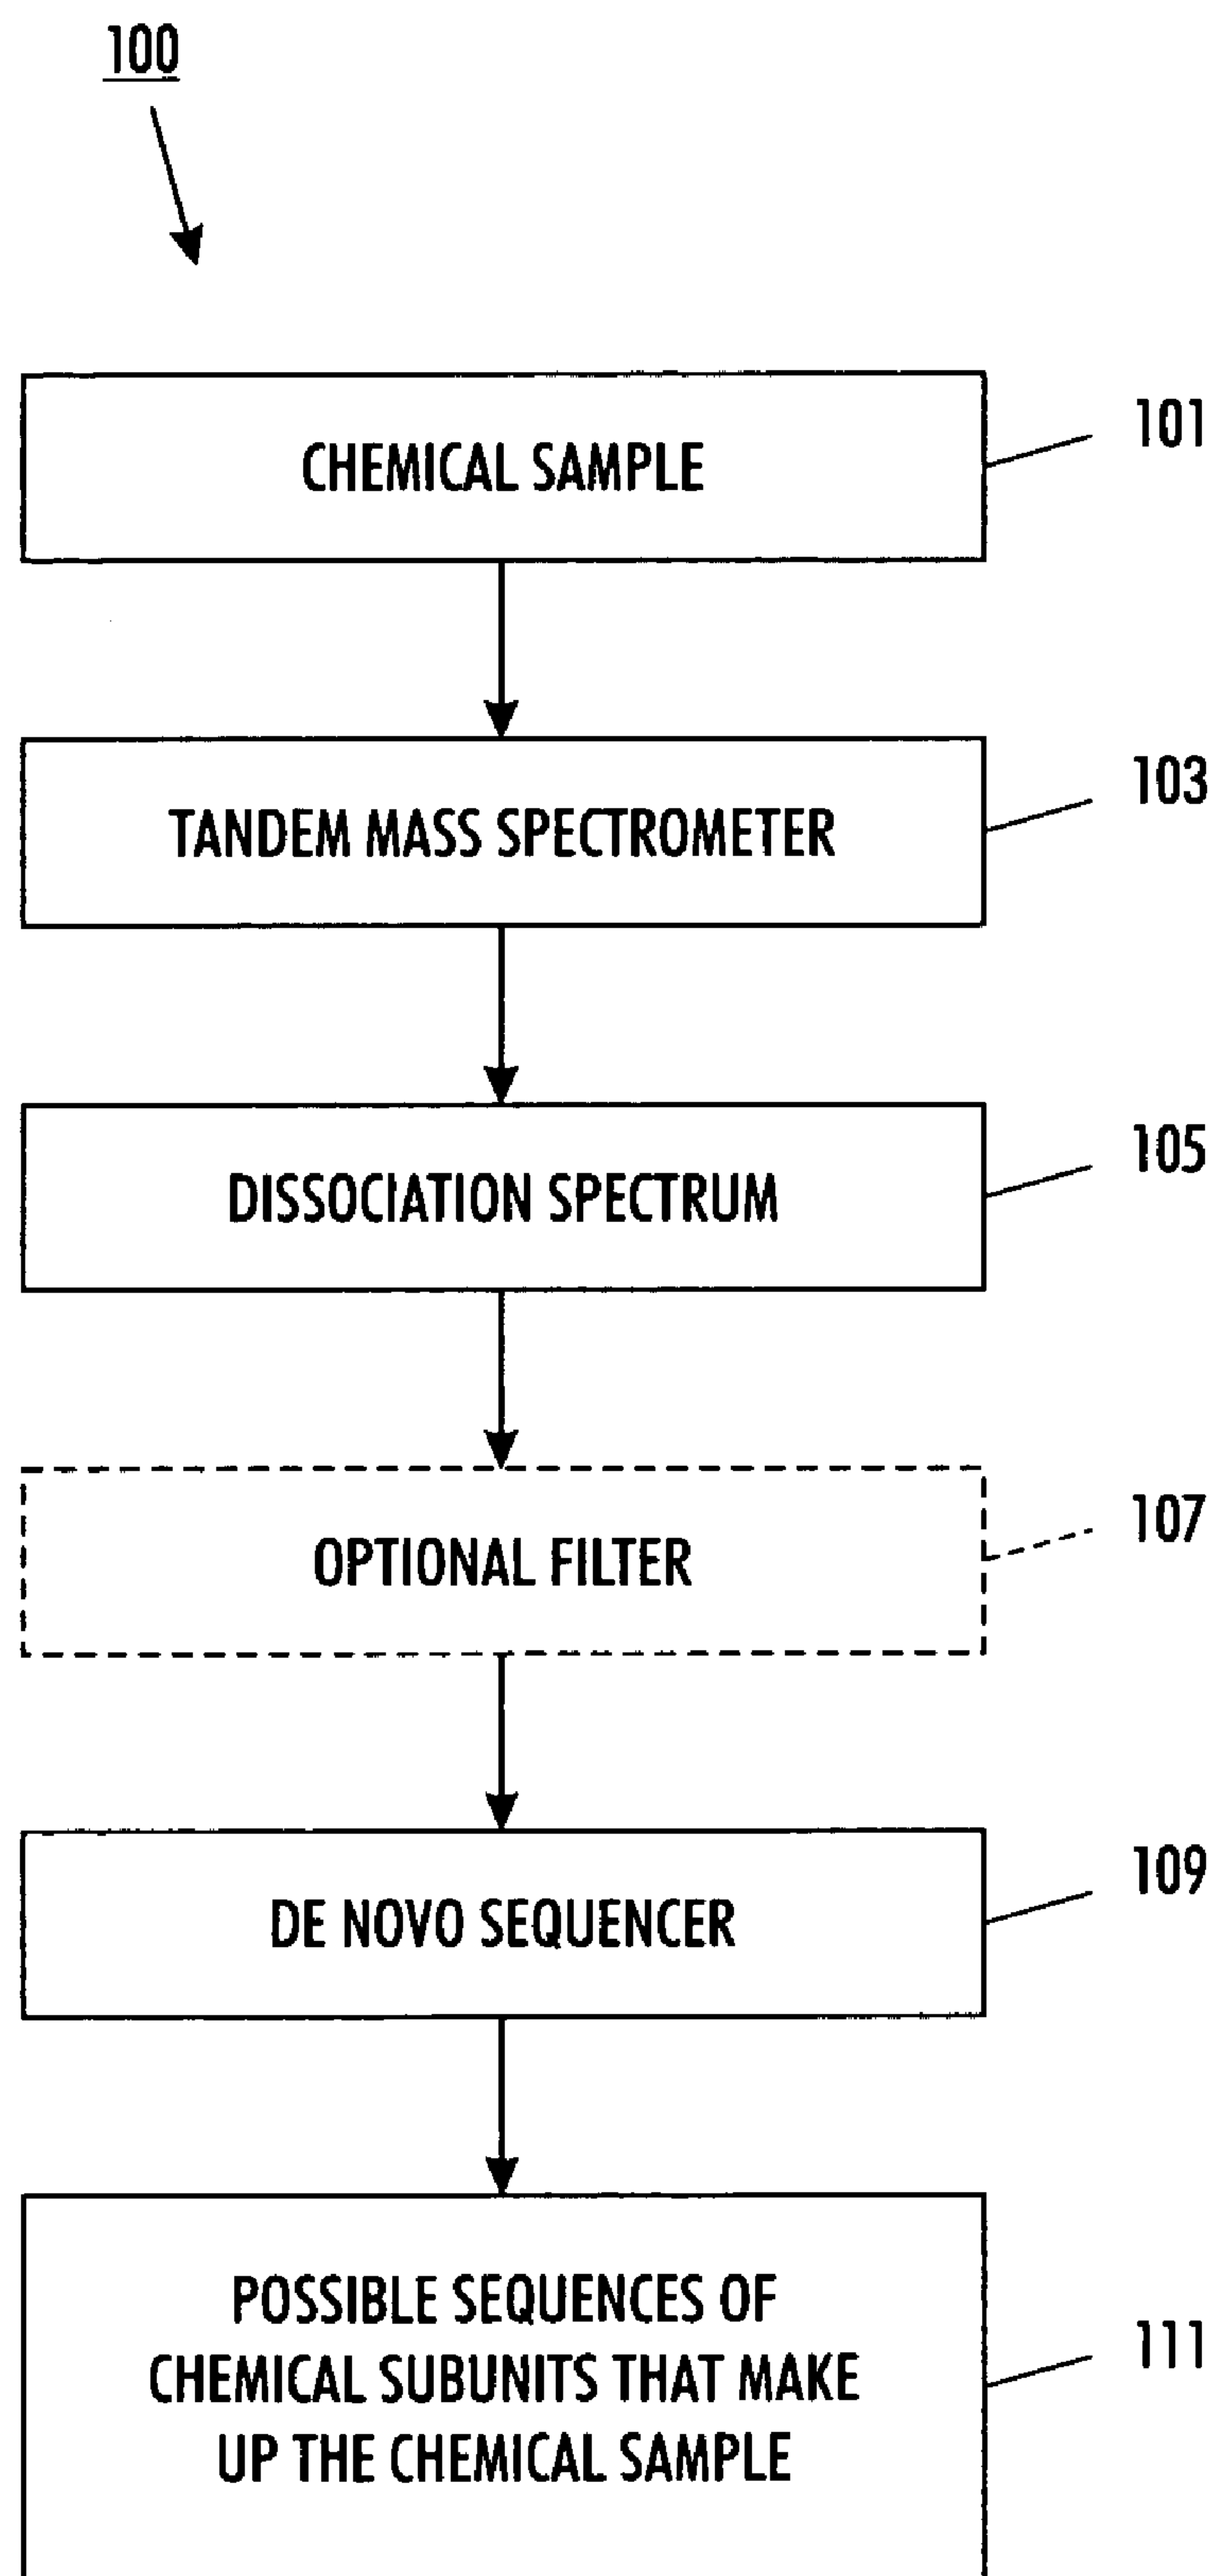 100
CHEMICAL SAMPLE
101
TANDEM MASS SPECTROMETER
103
DISSOCIATION SPECTRUM
105
OPTIONAL FILTER
107
DE NOVO SEQUENCER
109
POSSIBLE SEQUENCES OF
CHEMICAL SUBUNITS THAT MAKE
UP THE CHEMICAL SAMPLE
111